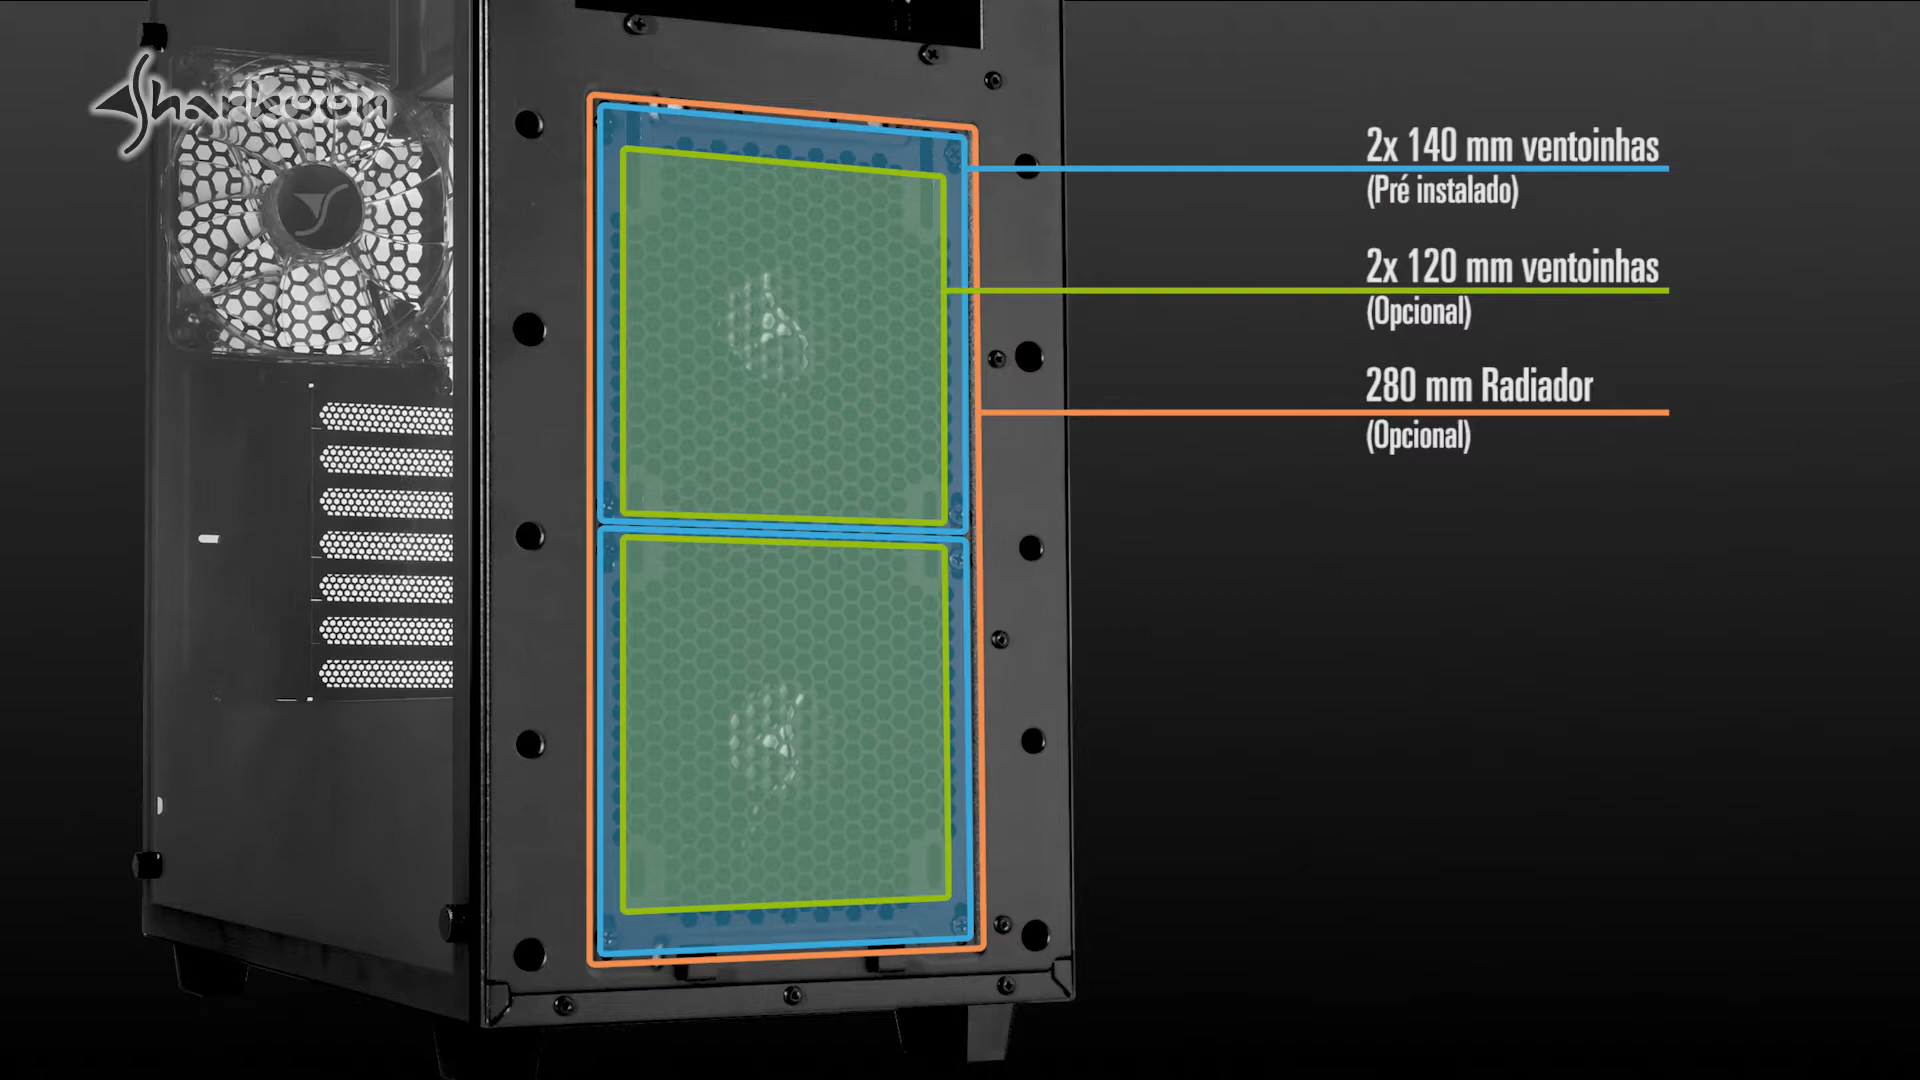 Sharkoon
2x 140 mm ventoinhas
(Pré instalado)
2x 120 mm ventoinhas
(Opcional)
280 mm Radiador
(Opcional)